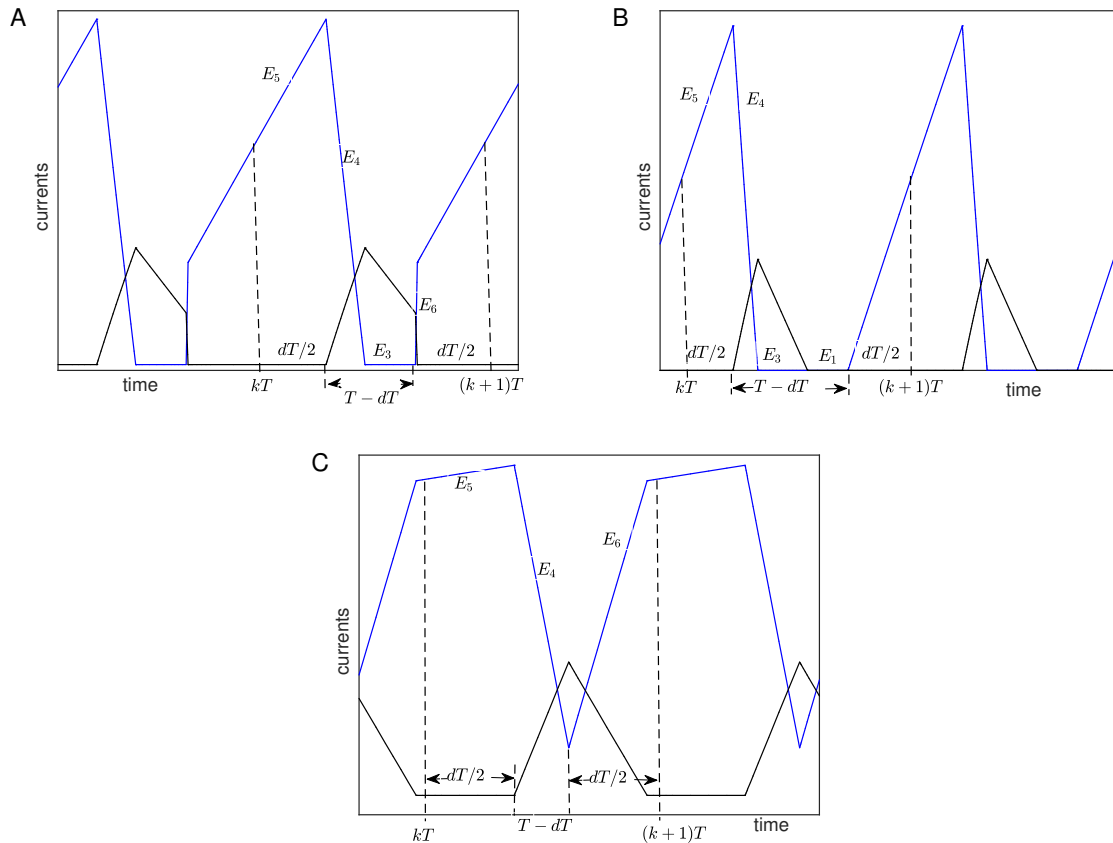 A
B
E₅
E₄
E₆
E₃
dT/2
dT/2
currents
time
kT
T − dT
(k + 1)T
E₅
E₄
E₃
E₁
dT/2
dT/2
currents
kT
T − dT
(k + 1)T
time
C
E₅
E₆
E₄
currents
dT/2
dT/2
kT
T − dT
(k + 1)T
time